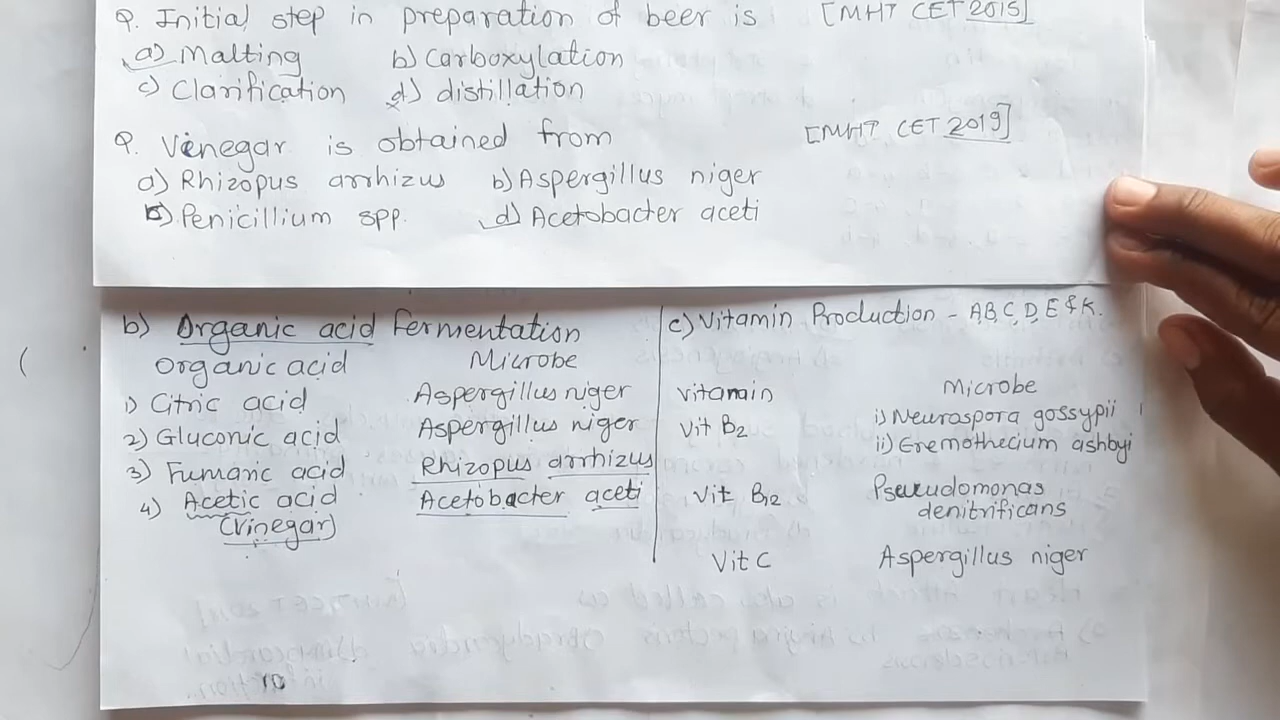 Q. Initial step in preparation of beer is [MHT CET 2015]
a) Malting b) Carboxylation
c) Clarification d) distillation
Q. Vinegar is obtained from [MHT CET 2019]
a) Rhizopus arrhizus b) Aspergillus niger
c) Penicillium spp. d) Acetobacter aceti
b) Organic acid Fermentation
Organic acid Microbe
1) Citric acid Aspergillus niger
2) Gluconic acid Aspergillus niger
3) Fumaric acid Rhizopus arrhizus
4) Acetic acid Acetobacter aceti
(Vinegar)
c) Vitamin Production - A,B,C,D,E & K.
Vitamin Microbe
Vit B2 i) Neuraspora gossypii
ii) Eremothecium ashbyi
Vit B12 Pseuudomonas
denitrificans
Vit C Aspergillus niger